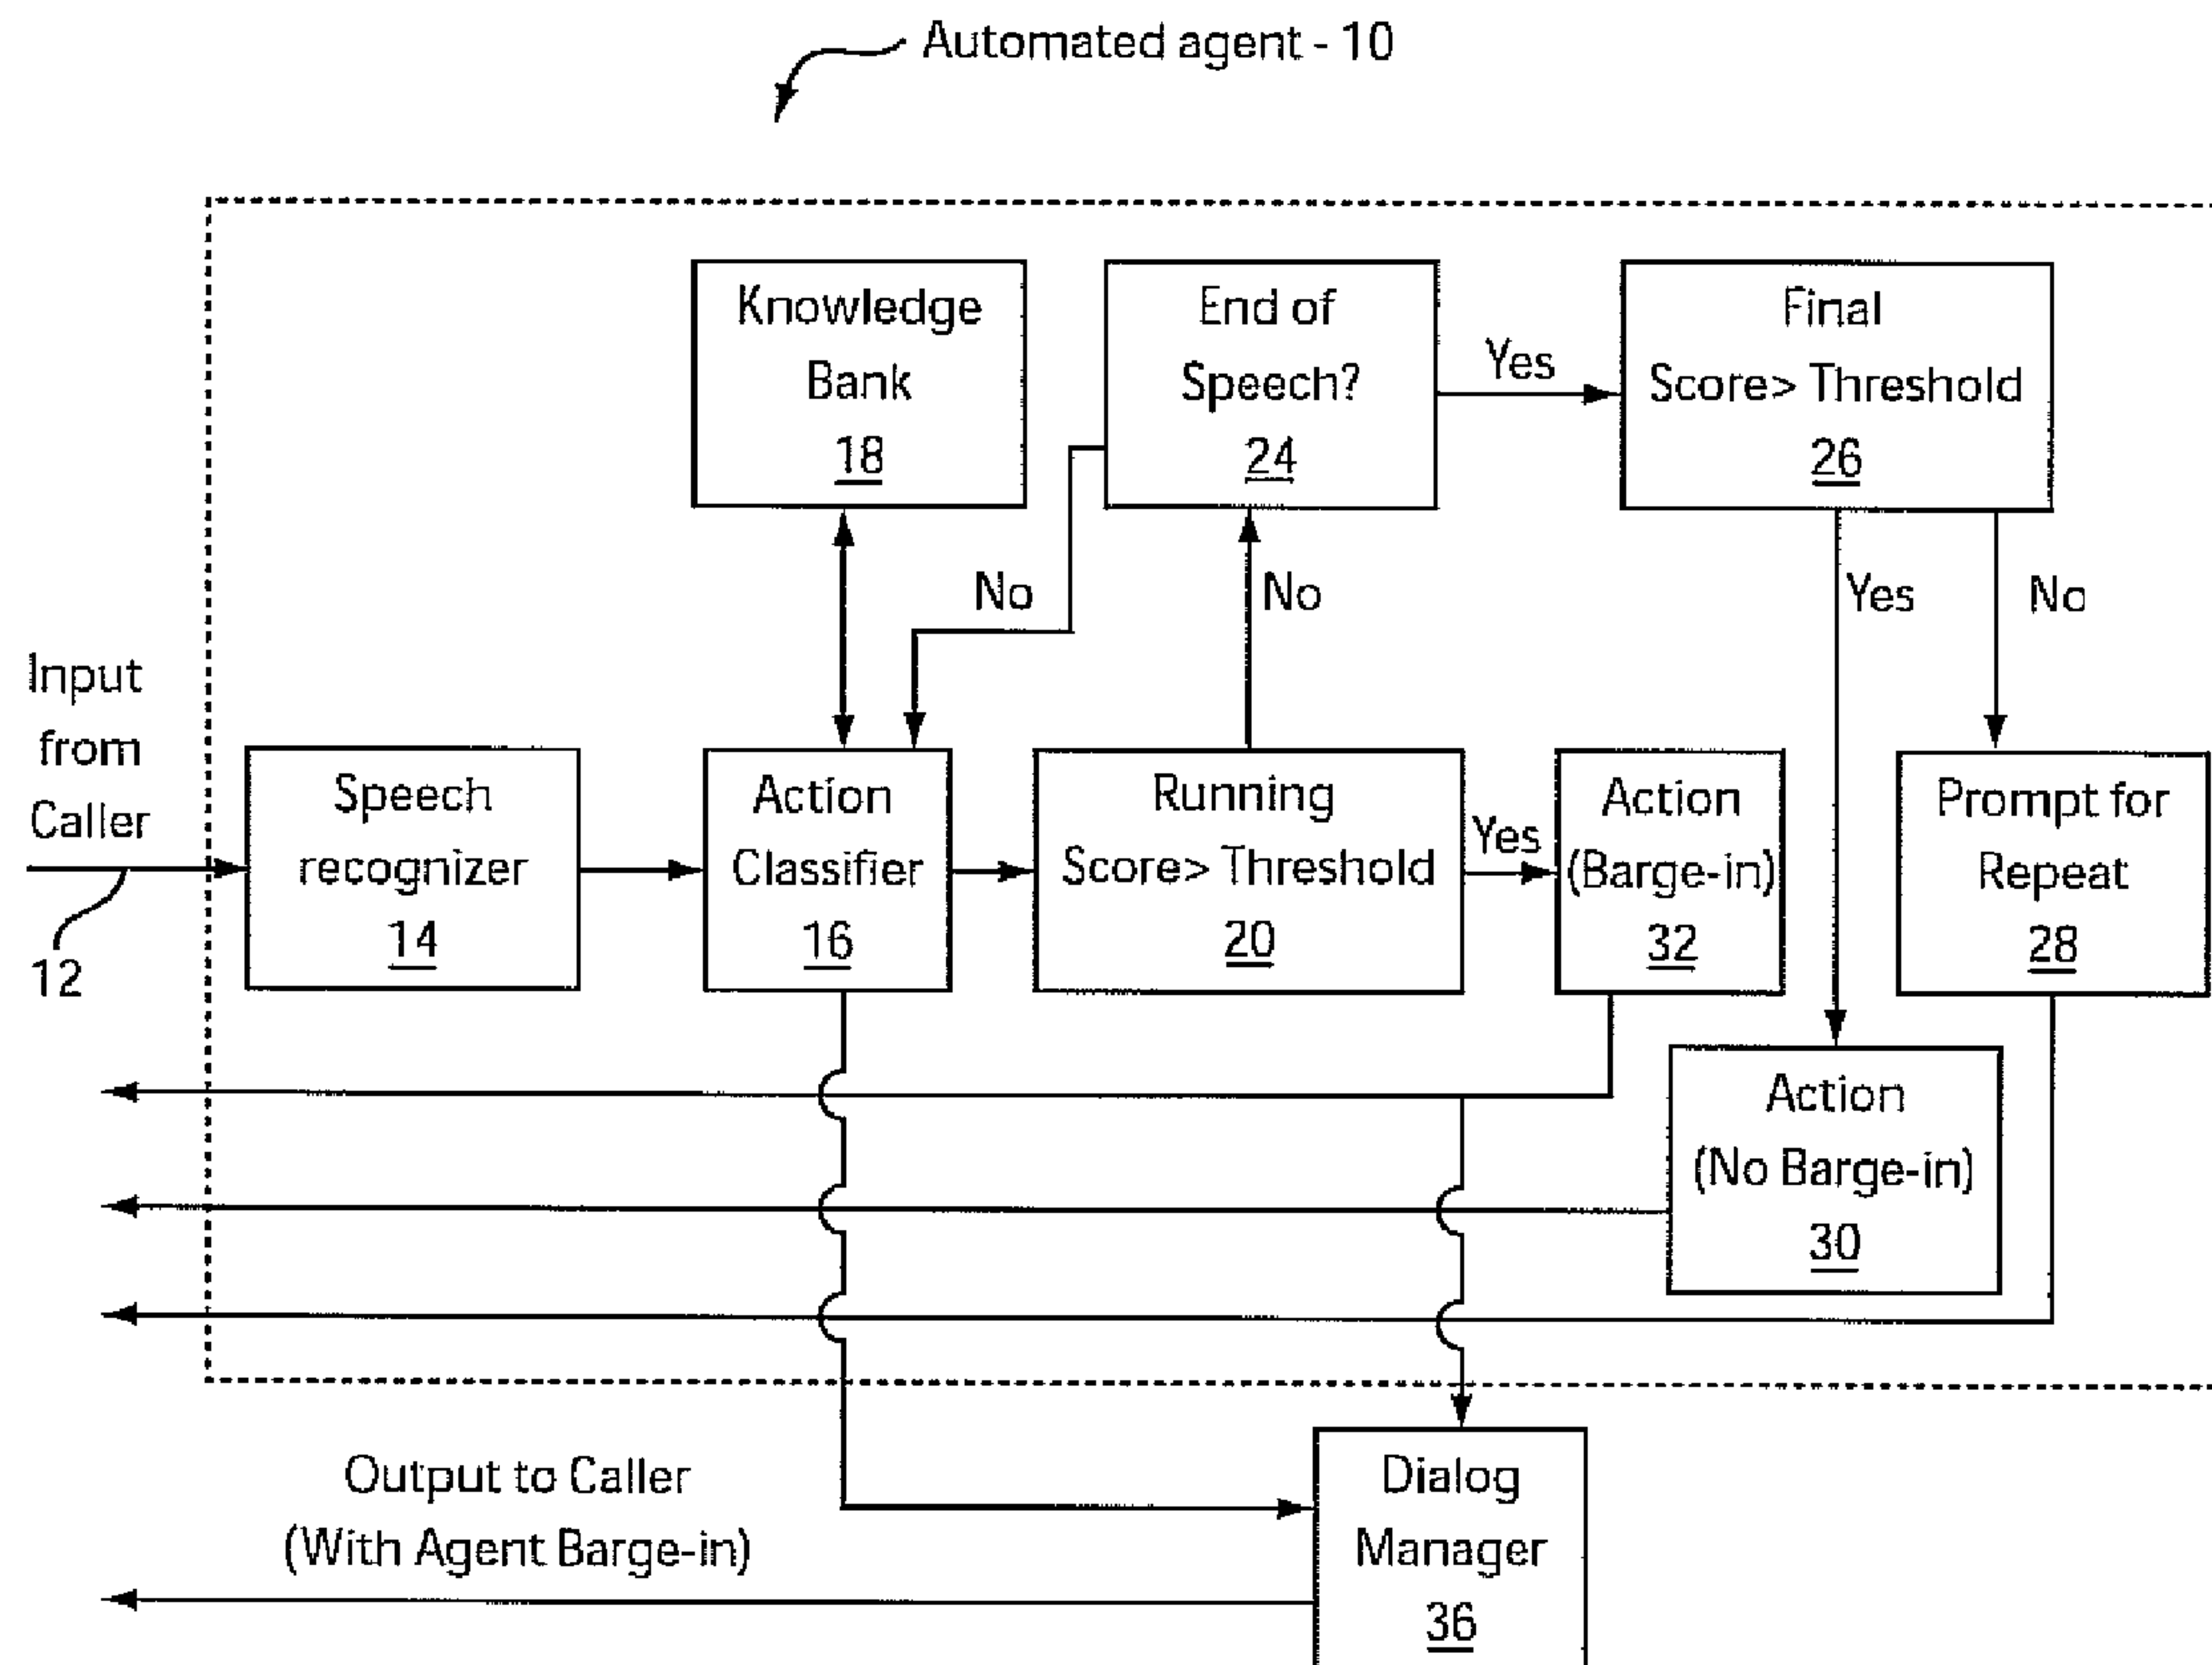 Automated agent - 10
Knowledge
Bank
18
End of
Speech?
24
Yes
Final
Score> Threshold
26
No
No
Yes
No
Input
from
Caller
12
Speech
recognizer
14
Action
Classifier
16
Running
Score> Threshold
20
Yes
Action
(Barge-in)
32
Prompt for
Repeat
28
Action
(No Barge-in)
30
Output to Caller
(With Agent Barge-in)
Dialog
Manager
36